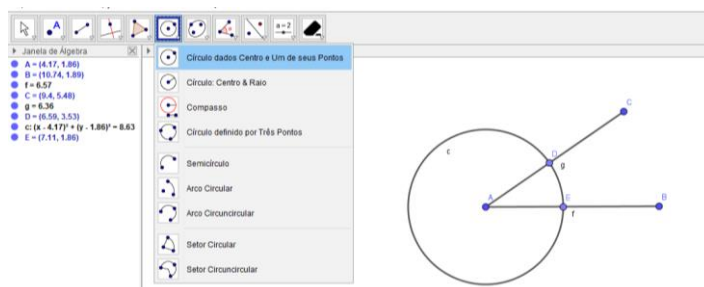 a = 2
Janela de Álgebra
A = (4.17, 1.86)
B = (10.74, 1.89)
f = 6.57
C = (9.4, 5.48)
g = 6.36
D = (6.59, 3.53)
c: (x - 4.17)² + (y - 1.86)² = 8.63
E = (7.11, 1.86)
Círculo dados Centro e Um de seus Pontos
Círculo: Centro & Raio
Compasso
Círculo definido por Três Pontos
Semicírculo
Arco Circular
Arco Circuncircular
Setor Circular
Setor Circuncircular
C
c
D
g
A
E
B
f